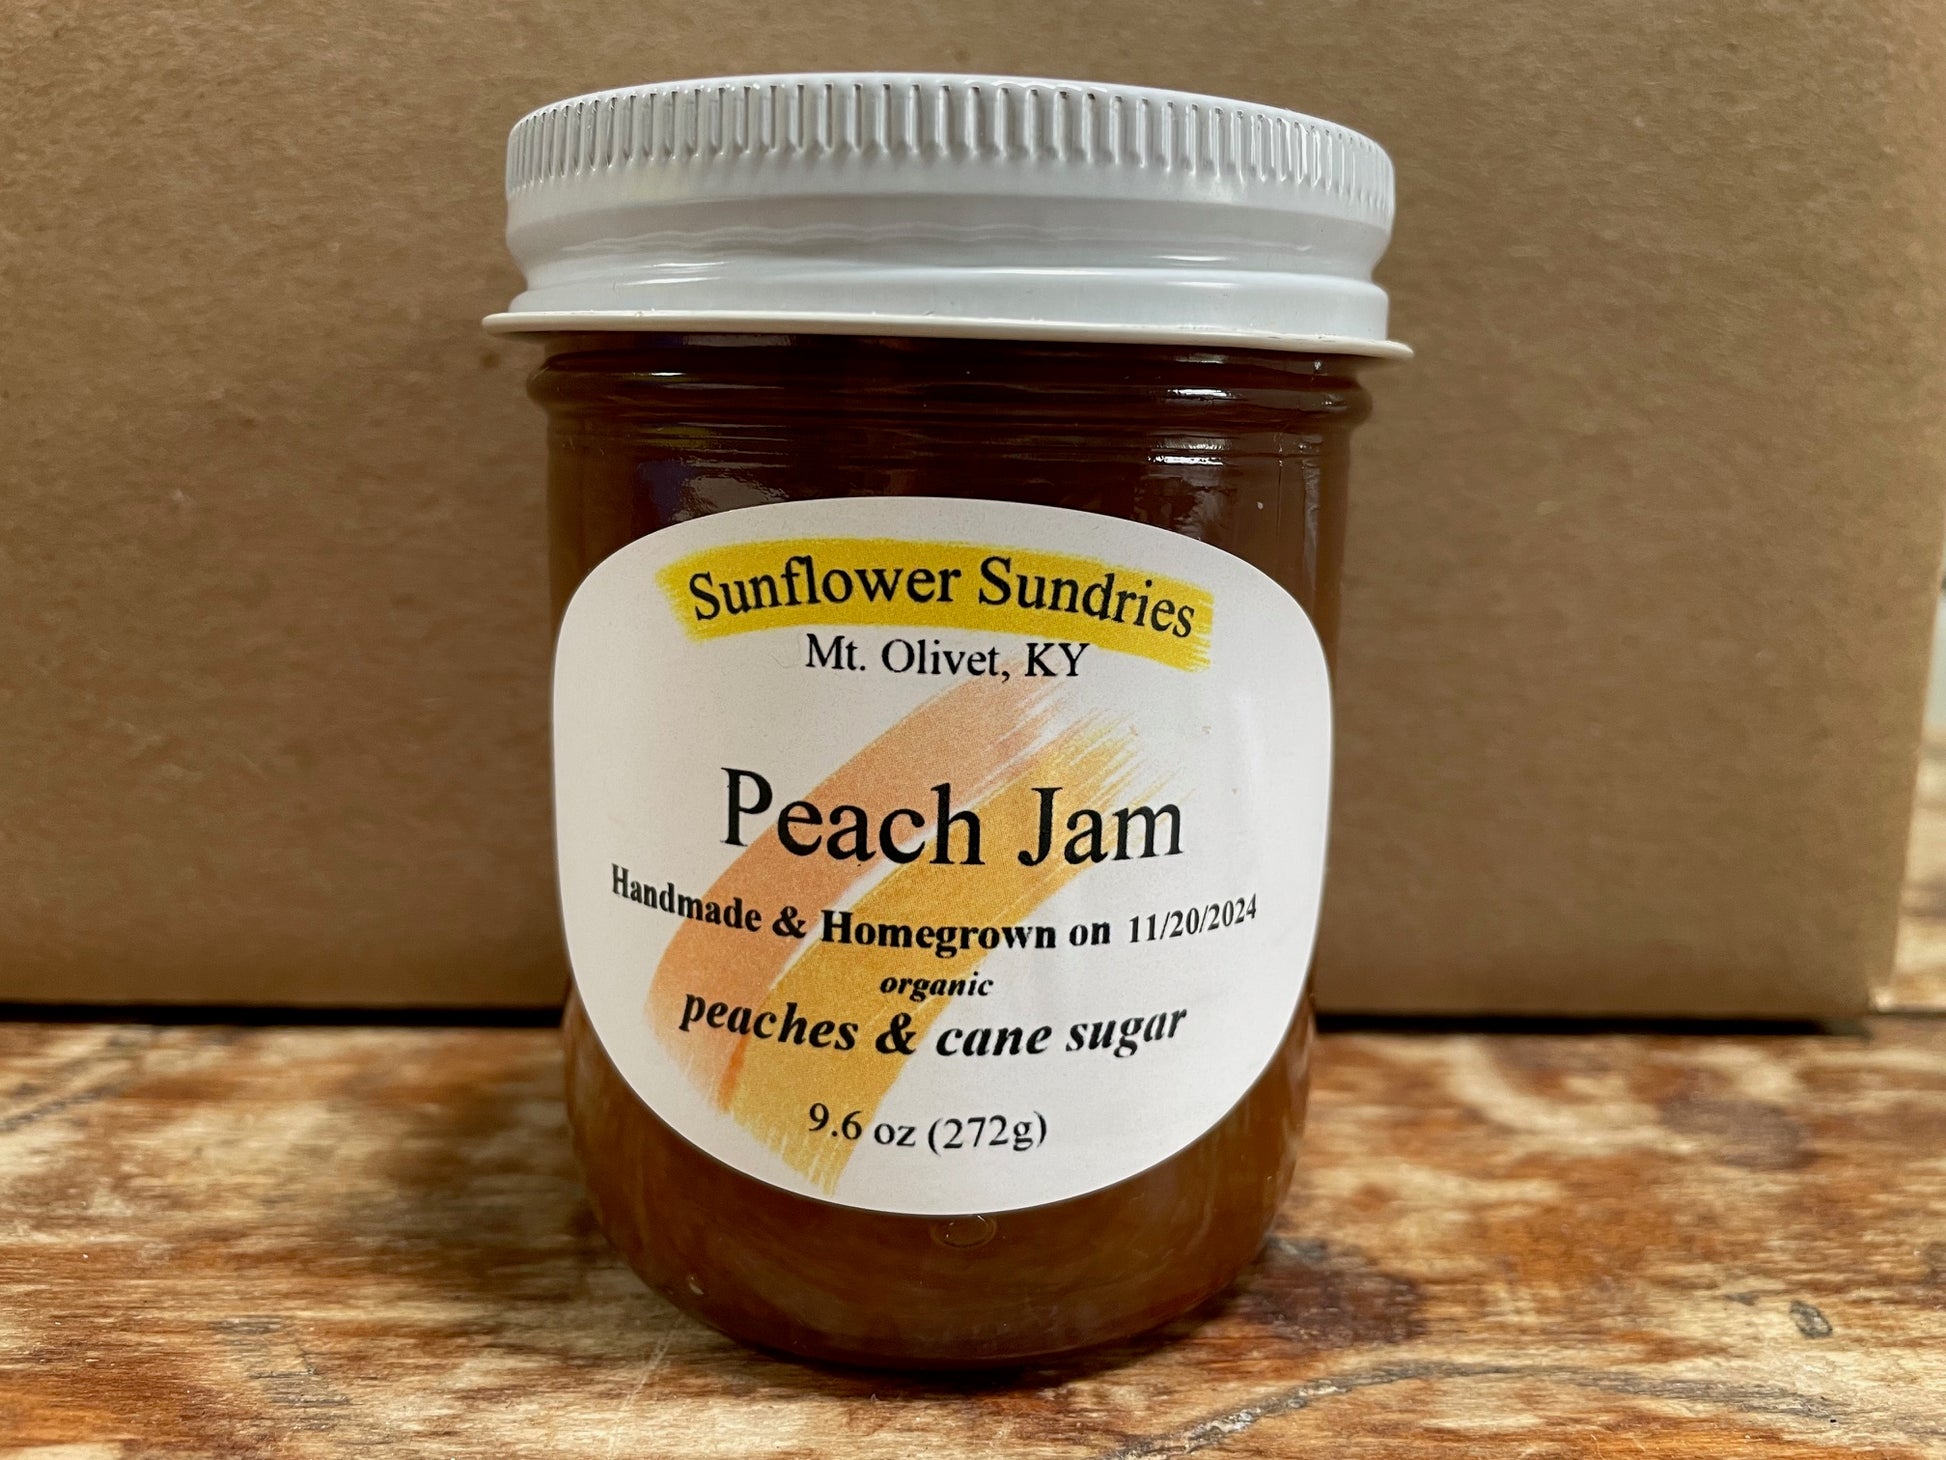 Sunflower Sundries
Mt. Olivet, KY
Peach Jam
Handmade & Homegrown on 11/20/2024
organic
peaches & cane sugar
9.6 oz (272g)